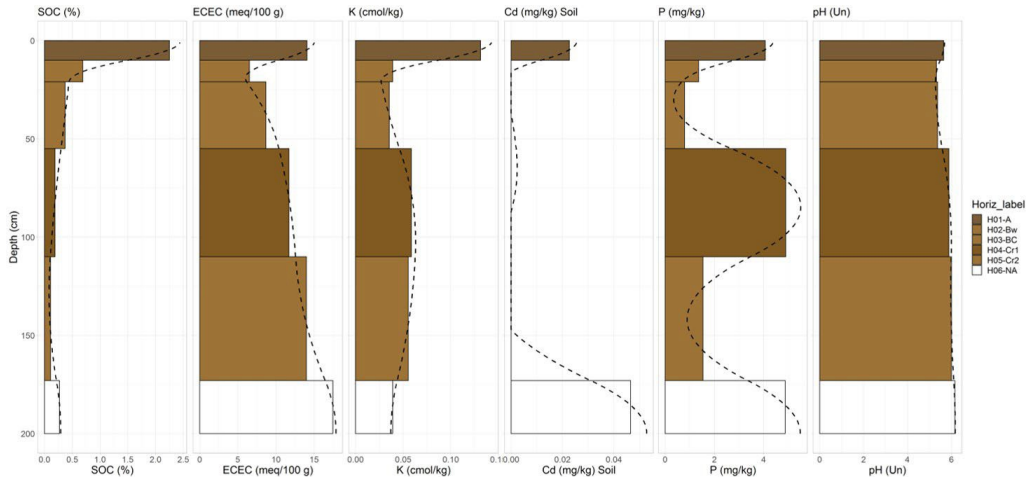 SOC (%)
ECEC (meq/100 g)
K (cmol/kg)
Cd (mg/kg) Soil
P (mg/kg)
pH (Un)
Depth (cm)
0
50
100
150
200
0.0 0.5 1.0 1.5 2.0 2.5
0 5 10 15
0.00 0.05 0.10
0.00 0.02 0.04
0 2 4
0 2 4 6
SOC (%)
ECEC (meq/100 g)
K (cmol/kg)
Cd (mg/kg) Soil
P (mg/kg)
pH (Un)
Horiz_label
H01-A
H02-Bw
H03-BC
H04-Cr1
H05-Cr2
H06-NA